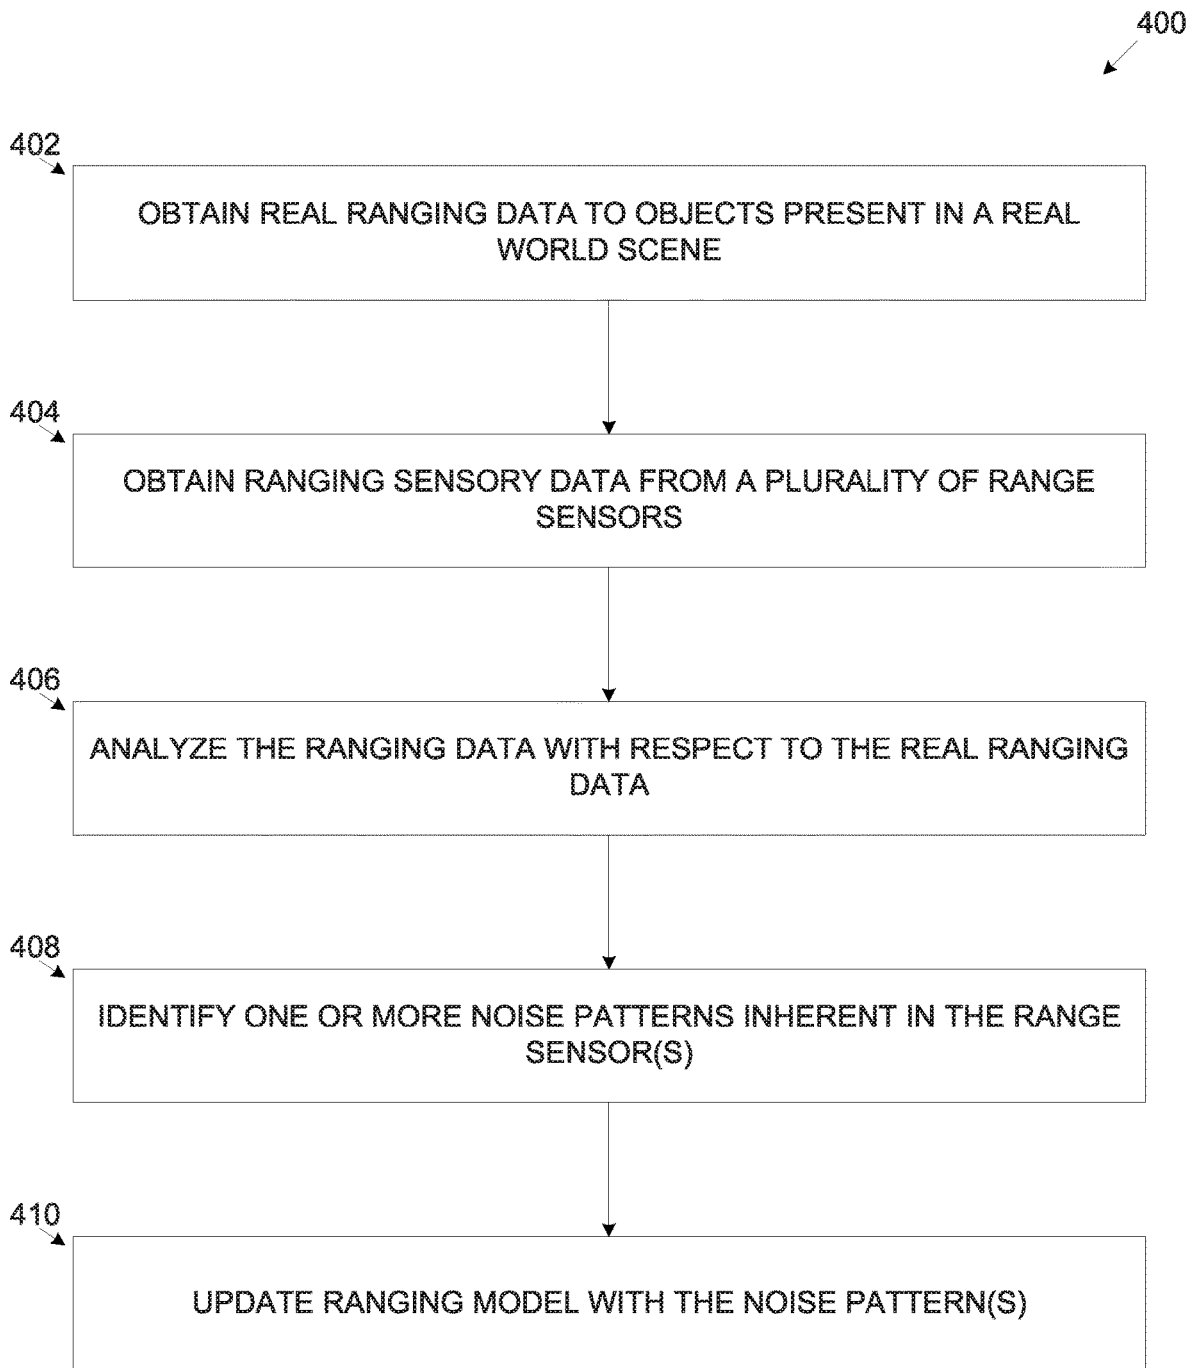 400
402
OBTAIN REAL RANGING DATA TO OBJECTS PRESENT IN A REAL
WORLD SCENE
404
OBTAIN RANGING SENSORY DATA FROM A PLURALITY OF RANGE
SENSORS
406
ANALYZE THE RANGING DATA WITH RESPECT TO THE REAL RANGING
DATA
408
IDENTIFY ONE OR MORE NOISE PATTERNS INHERENT IN THE RANGE
SENSOR(S)
410
UPDATE RANGING MODEL WITH THE NOISE PATTERN(S)